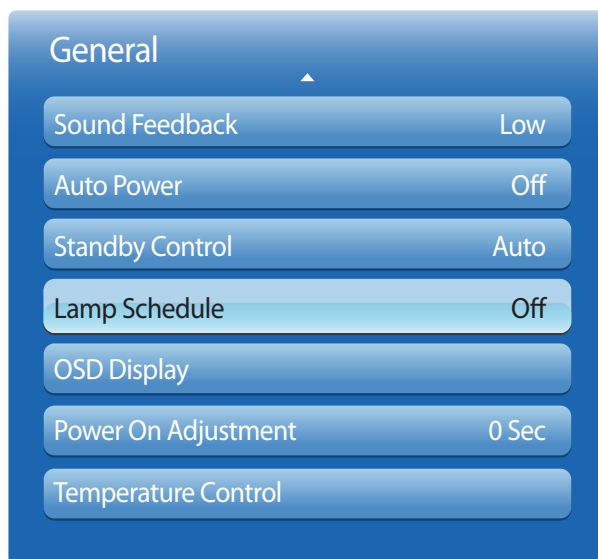 General
Sound Feedback Low
Auto Power Off
Standby Control Auto
Lamp Schedule Off
OSD Display
Power On Adjustment 0 Sec
Temperature Control